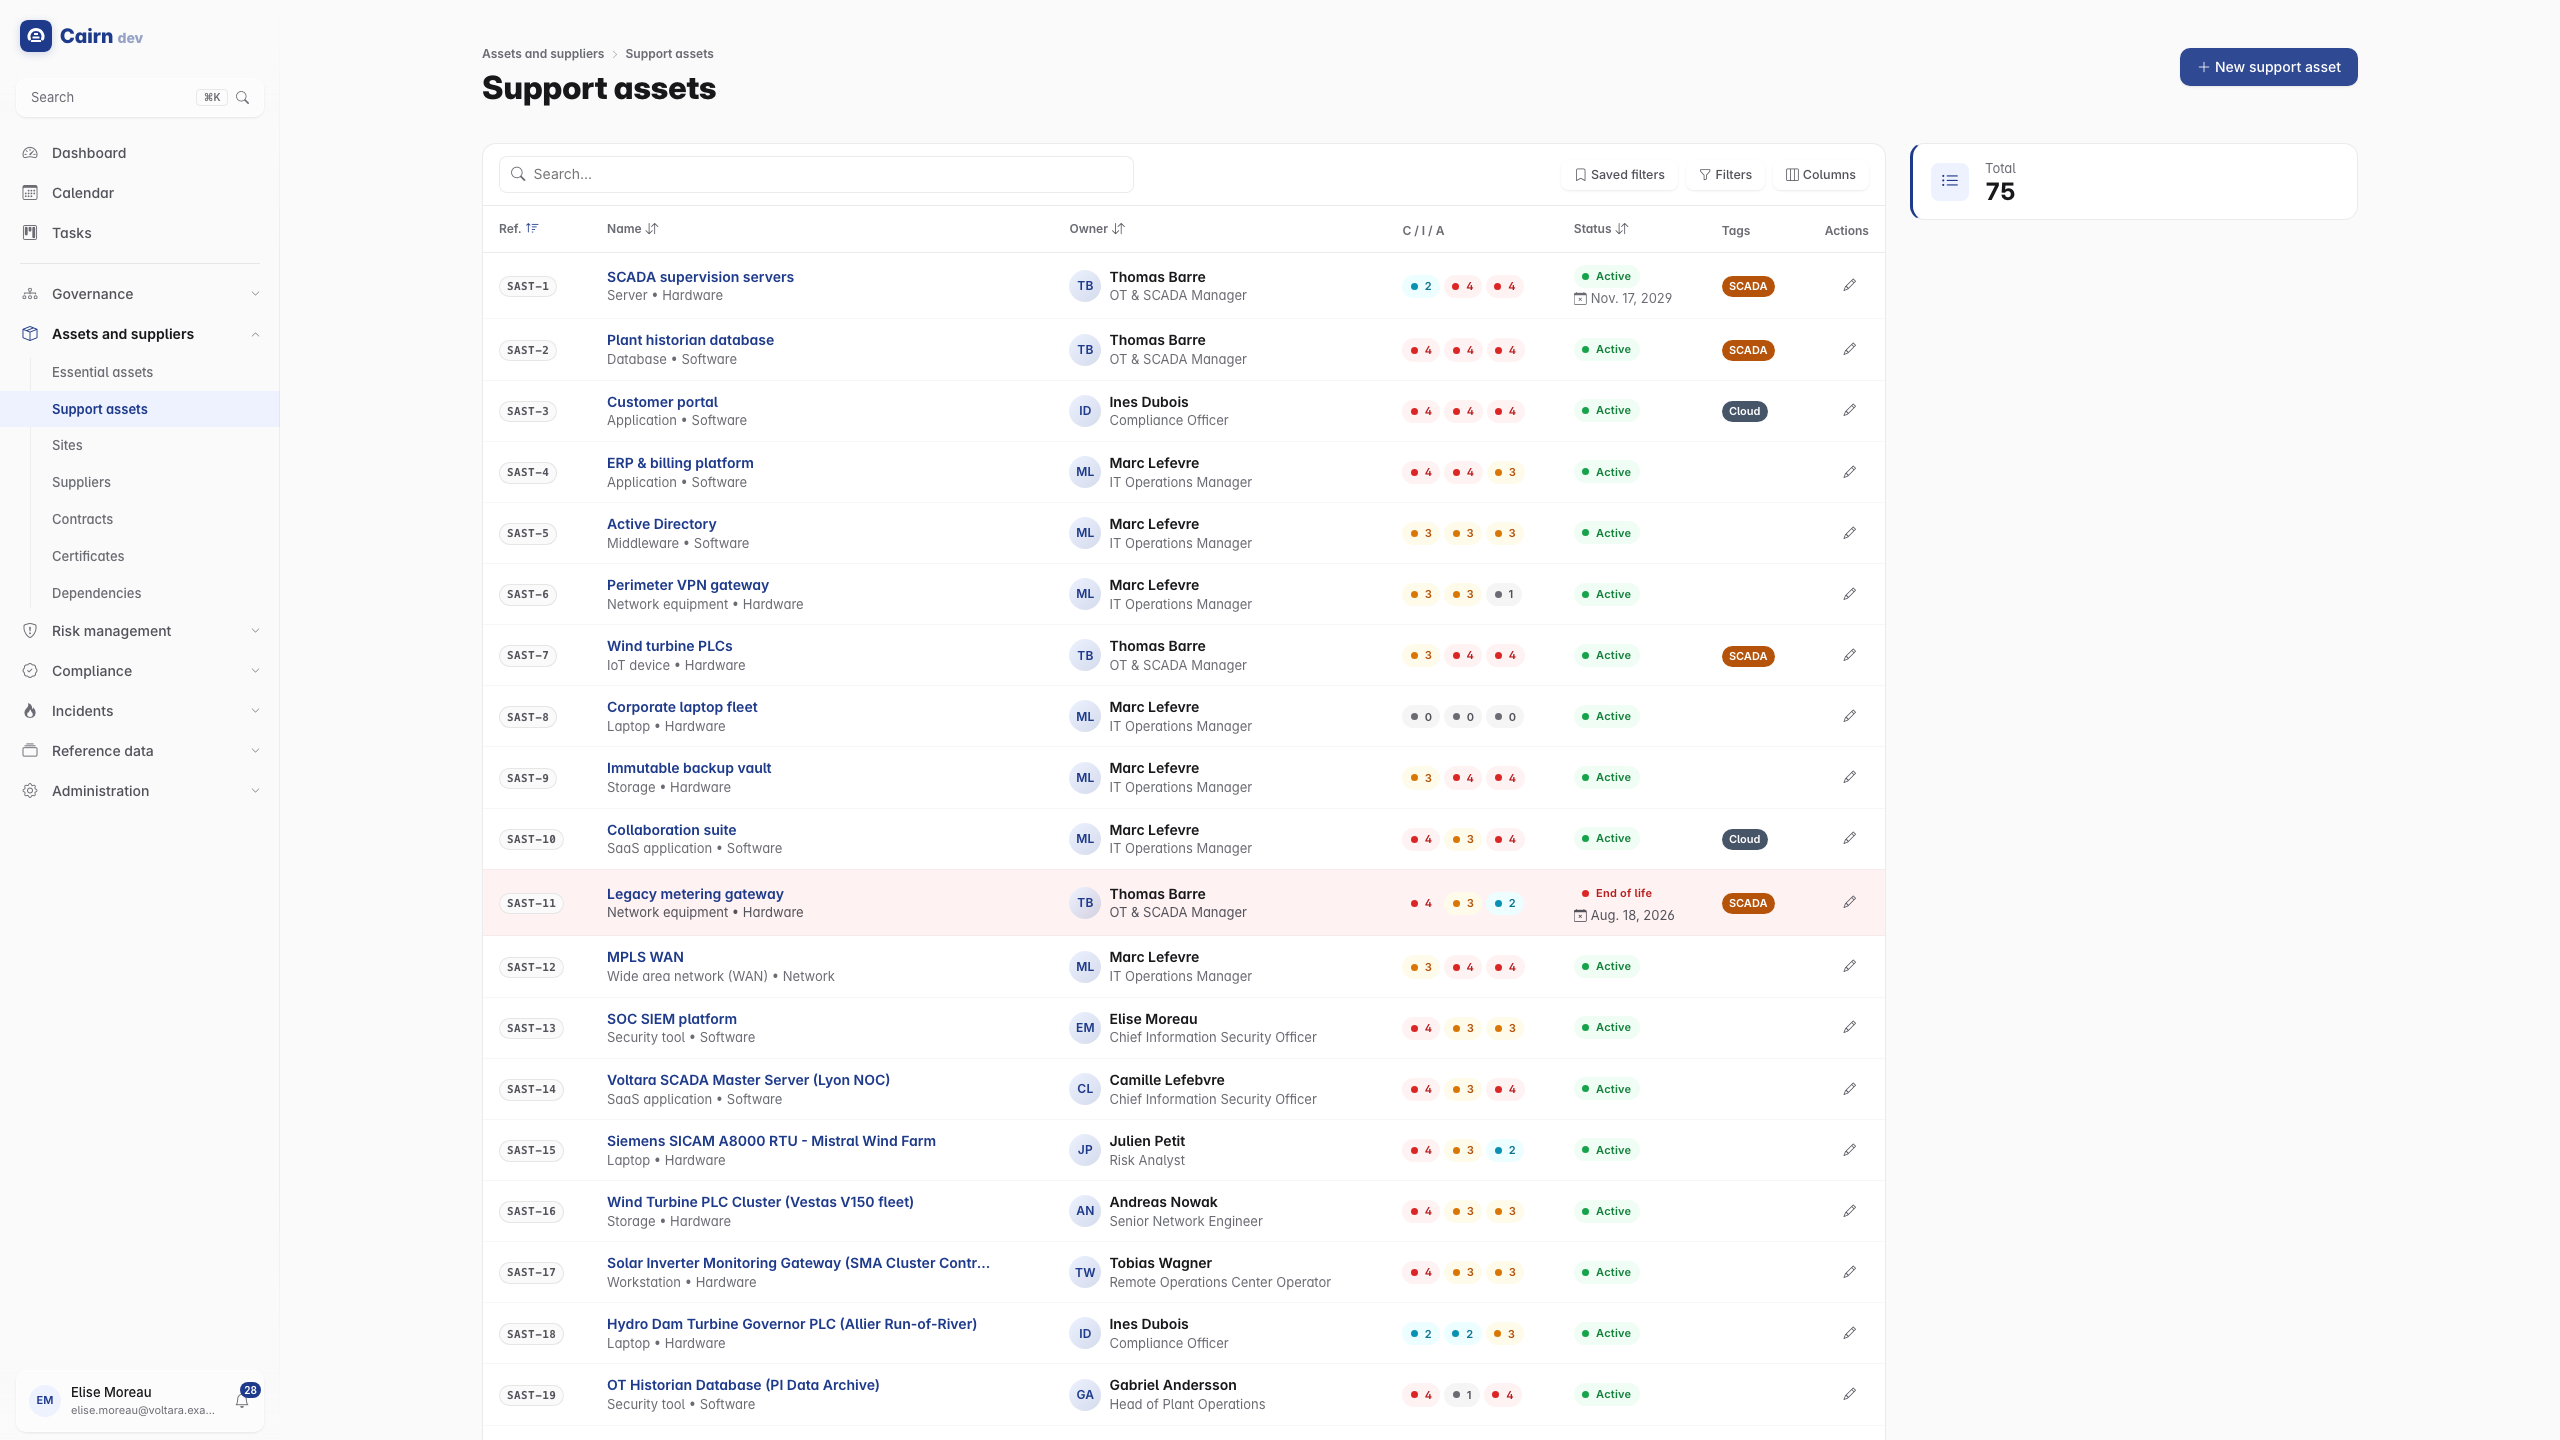 Cairn dev
Search ⌘K
Dashboard
Calendar
Tasks
Governance
Assets and suppliers
Essential assets
Support assets
Sites
Suppliers
Contracts
Certificates
Dependencies
Risk management
Compliance
Incidents
Reference data
Administration
EM Elise Moreau 28
elise.moreau@voltara.exa...
Assets and suppliers > Support assets
Support assets
+ New support asset
Search...
Saved filters Filters Columns
Total
75
Ref. Name Owner C / I / A Status Tags Actions
SAST-1 SCADA supervision servers TB Thomas Barre 2 4 4 Active SCADA
Server • Hardware OT & SCADA Manager Nov. 17, 2029
SAST-2 Plant historian database TB Thomas Barre 4 4 4 Active SCADA
Database • Software OT & SCADA Manager
SAST-3 Customer portal ID Ines Dubois 4 4 4 Active Cloud
Application • Software Compliance Officer
SAST-4 ERP & billing platform ML Marc Lefevre 4 4 3 Active
Application • Software IT Operations Manager
SAST-5 Active Directory ML Marc Lefevre 3 3 3 Active
Middleware • Software IT Operations Manager
SAST-6 Perimeter VPN gateway ML Marc Lefevre 3 3 1 Active
Network equipment • Hardware IT Operations Manager
SAST-7 Wind turbine PLCs TB Thomas Barre 3 4 4 Active SCADA
IoT device • Hardware OT & SCADA Manager
SAST-8 Corporate laptop fleet ML Marc Lefevre 0 0 0 Active
Laptop • Hardware IT Operations Manager
SAST-9 Immutable backup vault ML Marc Lefevre 3 4 4 Active
Storage • Hardware IT Operations Manager
SAST-10 Collaboration suite ML Marc Lefevre 4 3 4 Active Cloud
SaaS application • Software IT Operations Manager
SAST-11 Legacy metering gateway TB Thomas Barre 4 3 2 End of life SCADA
Network equipment • Hardware OT & SCADA Manager Aug. 18, 2026
SAST-12 MPLS WAN ML Marc Lefevre 3 4 4 Active
Wide area network (WAN) • Network IT Operations Manager
SAST-13 SOC SIEM platform EM Elise Moreau 4 3 3 Active
Security tool • Software Chief Information Security Officer
SAST-14 Voltara SCADA Master Server (Lyon NOC) CL Camille Lefebvre 4 3 4 Active
SaaS application • Software Chief Information Security Officer
SAST-15 Siemens SICAM A8000 RTU - Mistral Wind Farm JP Julien Petit 4 3 2 Active
Laptop • Hardware Risk Analyst
SAST-16 Wind Turbine PLC Cluster (Vestas V150 fleet) AN Andreas Nowak 4 3 3 Active
Storage • Hardware Senior Network Engineer
SAST-17 Solar Inverter Monitoring Gateway (SMA Cluster Contr... TW Tobias Wagner 4 3 3 Active
Workstation • Hardware Remote Operations Center Operator
SAST-18 Hydro Dam Turbine Governor PLC (Allier Run-of-River) ID Ines Dubois 2 2 3 Active
Laptop • Hardware Compliance Officer
SAST-19 OT Historian Database (PI Data Archive) GA Gabriel Andersson 4 1 4 Active
Security tool • Software Head of Plant Operations